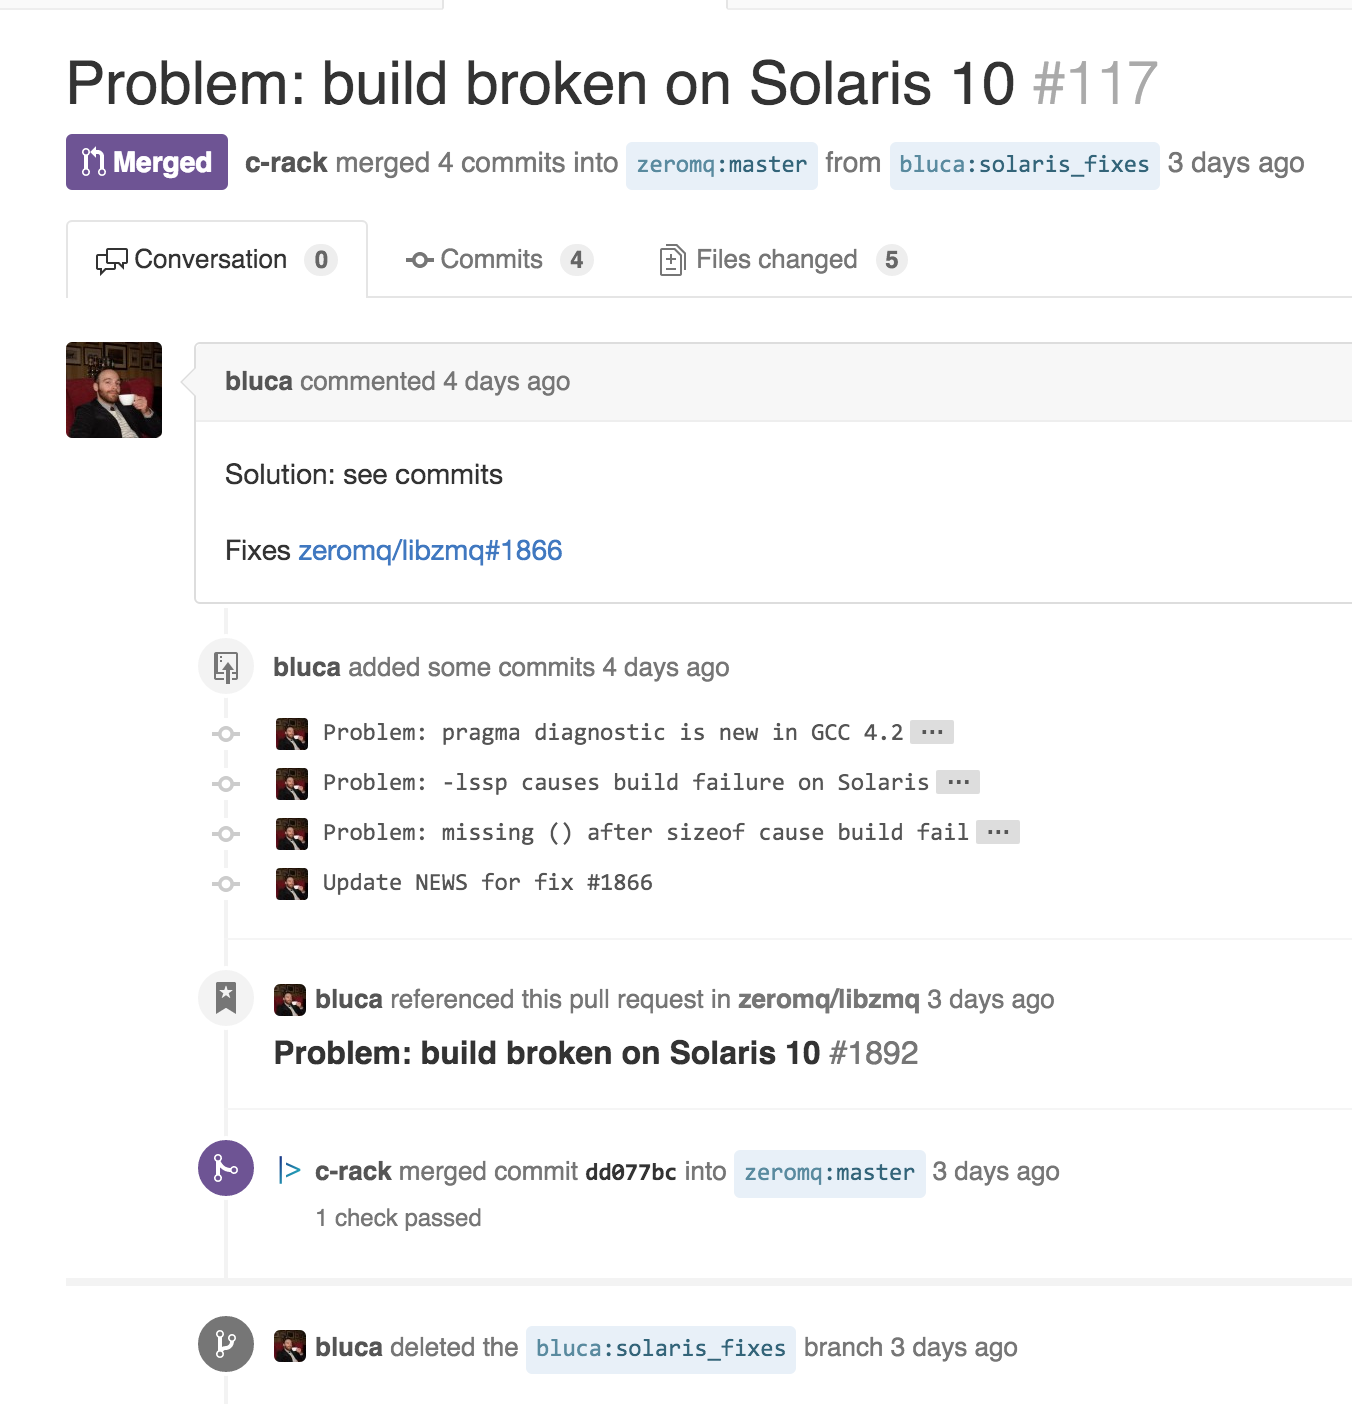 Problem: build broken on Solaris 10 #117
Merged c-rack merged 4 commits into zeromq:master from bluca:solaris_fixes 3 days ago
Conversation 0 Commits 4 Files changed 5
bluca commented 4 days ago
Solution: see commits
Fixes zeromq/libzmq#1866
bluca added some commits 4 days ago
Problem: pragma diagnostic is new in GCC 4.2 ...
Problem: -lssp causes build failure on Solaris ...
Problem: missing () after sizeof cause build fail ...
Update NEWS for fix #1866
bluca referenced this pull request in zeromq/libzmq 3 days ago
Problem: build broken on Solaris 10 #1892
c-rack merged commit dd077bc into zeromq:master 3 days ago
1 check passed
bluca deleted the bluca:solaris_fixes branch 3 days ago